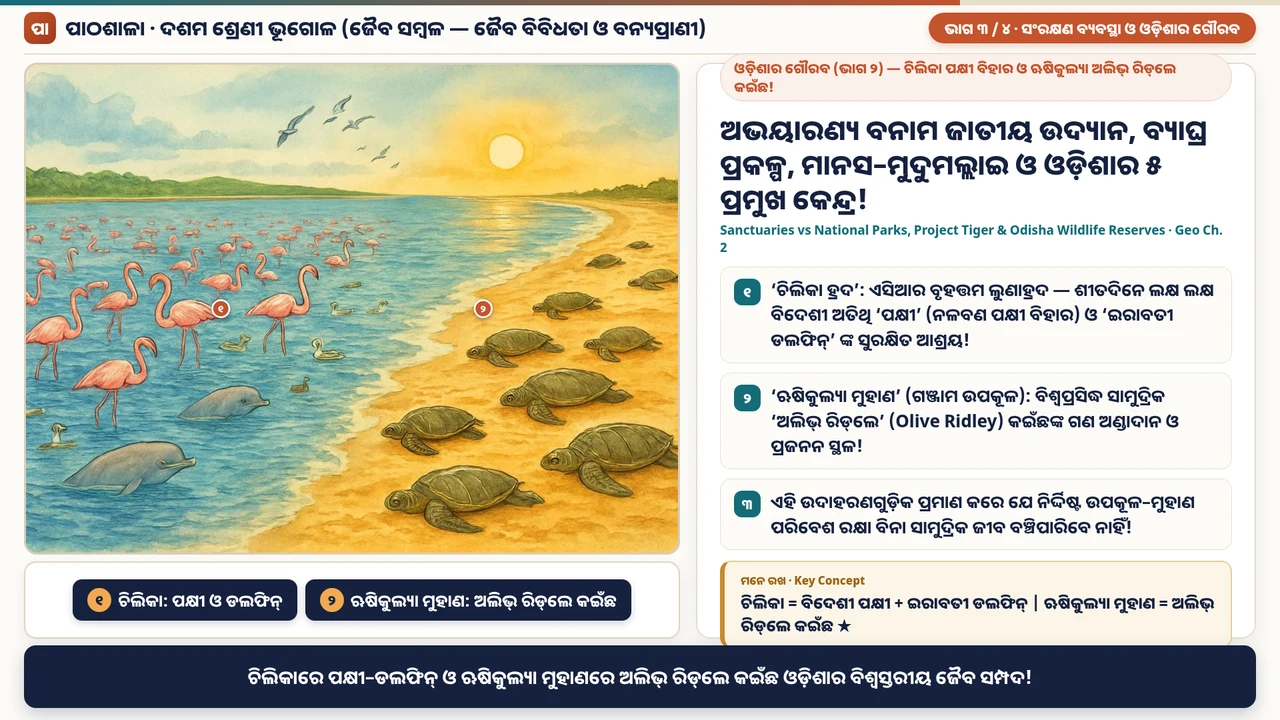 ପା
ପାଠଶାଳା · ଦଶମ ଶ୍ରେଣୀ ଭୂଗୋଳ (ଜୈବ ସମ୍ବଳ — ଜୈବ ବିବିଧତା ଓ ବନ୍ୟପ୍ରାଣୀ)
ଭାଗ ୩ / ୪ · ସଂରକ୍ଷଣ ବ୍ୟବସ୍ଥା ଓ ଓଡ଼ିଶାର ଗୌରବ
୧
୨
୧ ଚିଲିକା: ପକ୍ଷୀ ଓ ଡଲଫିନ୍
୨ ଋଷିକୁଲ୍ୟା ମୁହାଣ: ଅଲିଭ୍ ରିଡ୍‌ଲେ କଇଁଛ
ଓଡ଼ିଶାର ଗୌରବ (ଭାଗ ୨) — ଚିଲିକା ପକ୍ଷୀ ବିହାର ଓ ଋଷିକୁଲ୍ୟା ଅଲିଭ୍ ରିଡ୍‌ଲେ
କଇଁଛ!
ଅଭୟାରଣ୍ୟ ବନାମ ଜାତୀୟ ଉଦ୍ୟାନ, ବ୍ୟାଘ୍ର
ପ୍ରକଳ୍ପ, ମାନସ-ମୁଦୁମଲ୍ଲାଇ ଓ ଓଡ଼ିଶାର ୫
ପ୍ରମୁଖ କେନ୍ଦ୍ର!
Sanctuaries vs National Parks, Project Tiger & Odisha Wildlife Reserves · Geo Ch.
2
୧ ‘ଚିଲିକା ହ୍ରଦ’: ଏସିଆର ବୃହତ୍ତମ ଲୁଣାହ୍ରଦ — ଶୀତଦିନେ ଲକ୍ଷ ଲକ୍ଷ
ବିଦେଶୀ ଅତିଥି ‘ପକ୍ଷୀ’ (ନଳବଣ ପକ୍ଷୀ ବିହାର) ଓ ‘ଇରାବତୀ
ଡଲଫିନ୍’ ଙ୍କ ସୁରକ୍ଷିତ ଆଶ୍ରୟ!
୨ ‘ଋଷିକୁଲ୍ୟା ମୁହାଣ’ (ଗଞ୍ଜାମ ଉପକୂଳ): ବିଶ୍ୱପ୍ରସିଦ୍ଧ ସାମୁଦ୍ରିକ
‘ଅଲିଭ୍ ରିଡ୍‌ଲେ’ (Olive Ridley) କଇଁଛଙ୍କ ଗଣ ଅଣ୍ଡାଦାନ ଓ
ପ୍ରଜନନ ସ୍ଥଳ!
୩ ଏହି ଉଦାହରଣଗୁଡ଼ିକ ପ୍ରମାଣ କରେ ଯେ ନିର୍ଦ୍ଦିଷ୍ଟ ଉପକୂଳ-ମୁହାଣ
ପରିବେଶ ରକ୍ଷା ବିନା ସାମୁଦ୍ରିକ ଜୀବ ବଞ୍ଚିପାରିବେ ନାହିଁ!
ମନେ ରଖ · Key Concept
ଚିଲିକା = ବିଦେଶୀ ପକ୍ଷୀ + ଇରାବତୀ ଡଲଫିନ୍ | ଋଷିକୁଲ୍ୟା ମୁହାଣ = ଅଲିଭ୍
ରିଡ୍‌ଲେ କଇଁଛ ★
ଚିଲିକାରେ ପକ୍ଷୀ-ଡଲଫିନ୍ ଓ ଋଷିକୁଲ୍ୟା ମୁହାଣରେ ଅଲିଭ୍ ରିଡ୍‌ଲେ କଇଁଛ ଓଡ଼ିଶାର ବିଶ୍ୱସ୍ତରୀୟ ଜୈବ ସମ୍ପଦ!